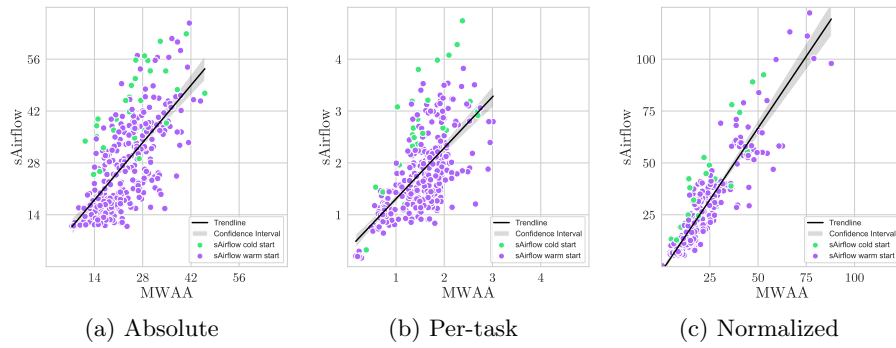 56
42
28
14
sAirflow
Trendline
Confidence Interval
sAirflow cold start
sAirflow warm start
14 28 42 56
MWAA
(a) Absolute
4
3
2
1
sAirflow
Trendline
Confidence Interval
sAirflow cold start
sAirflow warm start
1 2 3 4
MWAA
(b) Per-task
100
75
50
25
sAirflow
Trendline
Confidence Interval
sAirflow cold start
sAirflow warm start
25 50 75 100
MWAA
(c) Normalized